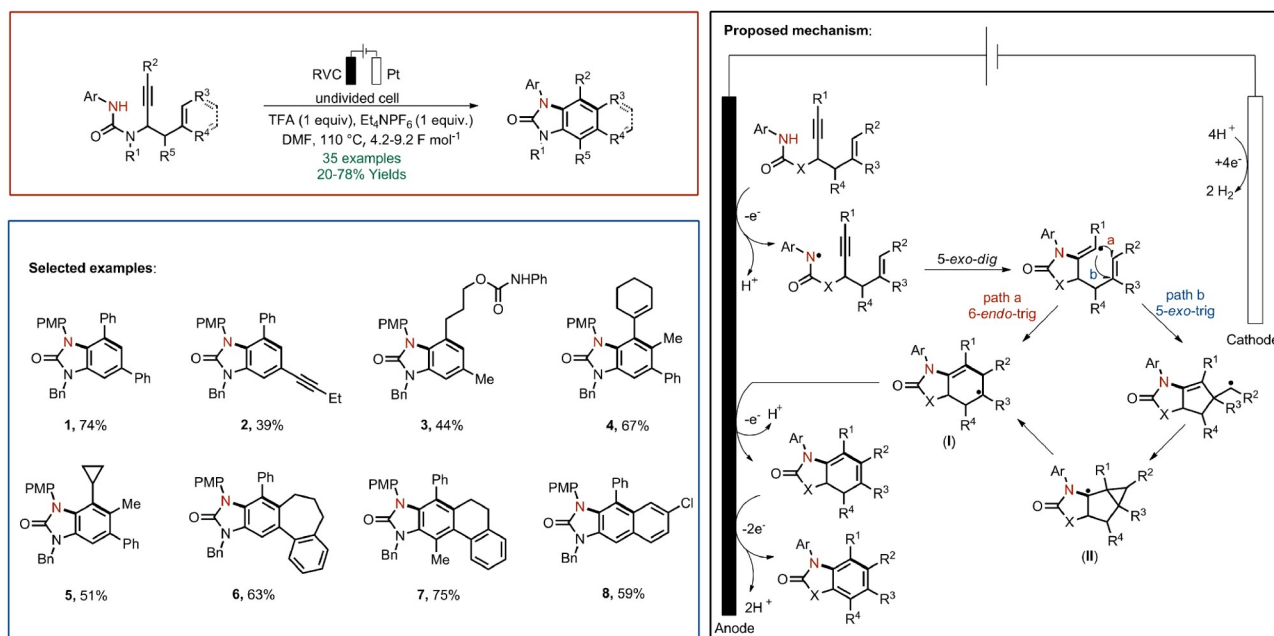 R2
RVC
Pt
Ar
NH
R3
O
N
R4
R1
R5
undivided cell
TFA (1 equiv), Et4NPF6 (1 equiv.)
DMF, 110 °C, 4.2-9.2 F mol-1
35 examples
20-78% Yields
Ar
R2
N
R3
O
N
R4
R1
R5
Selected examples:
PMP
Ph
N
O
N
Ph
Bn
1, 74%
PMP
Ph
N
O
N
Bn
Et
2, 39%
O
NHPh
O
PMP
N
O
N
Me
Bn
3, 44%
PMP
Me
N
O
N
Ph
Bn
4, 67%
PMP
Me
N
O
N
Ph
Bn
5, 51%
PMP
Ph
N
O
N
Bn
6, 63%
PMP
Ph
N
O
N
Bn
Me
7, 75%
PMP
Ph
Cl
N
O
N
Bn
8, 59%
Proposed mechanism:
R1
Ar
NH
R2
O
X
R3
R4
-e-
H+
R1
Ar
N•
R2
O
X
R3
R4
5-exo-dig
Ar
R1
a
N
R2
O
b
X
R3
R4
4H+
+4e-
2 H2
path a
6-endo-trig
path b
5-exo-trig
Cathode
Ar
R1
N
R2
O
X
R3
R4
(I)
Ar
R1
N
R2
O
R3
X
R4
Ar
R1
R2
N
O
X
R3
R4
(II)
-e-
H+
Ar
R1
N
R2
O
X
R3
R4
-2e-
2H+
Ar
R1
N
R2
O
X
R3
R4
Anode